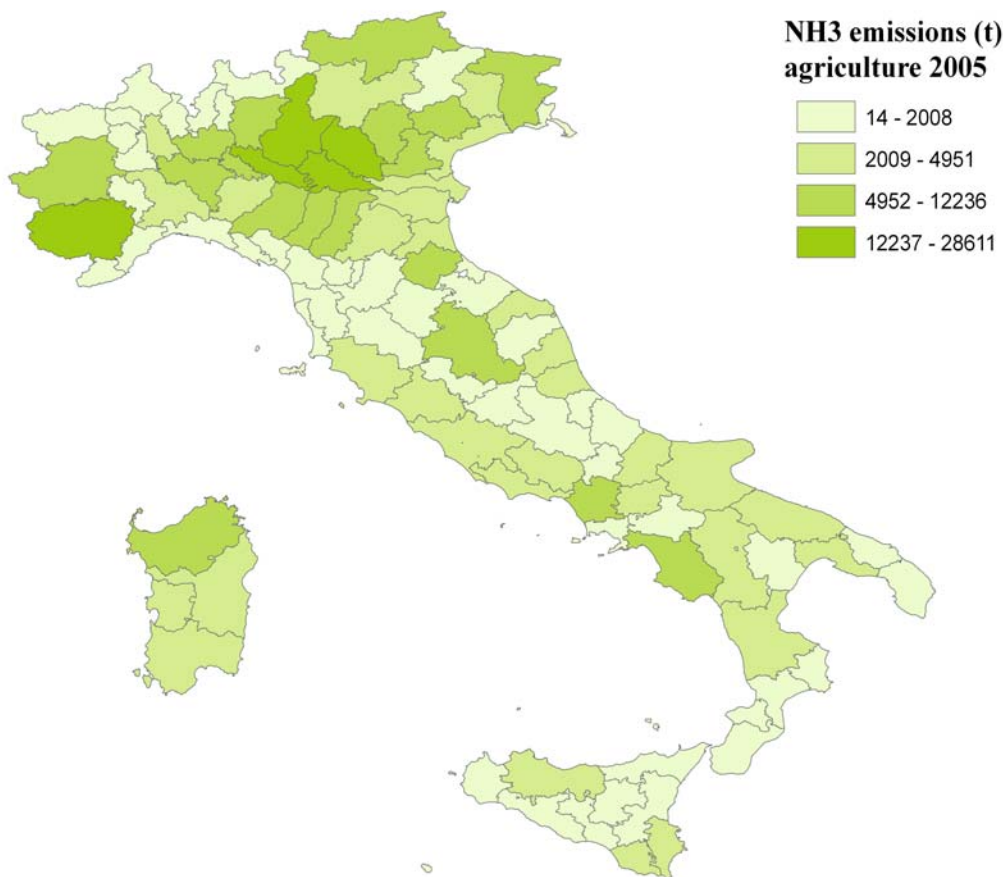 NH3 emissions (t)
agriculture 2005
14 - 2008
2009 - 4951
4952 - 12236
12237 - 28611